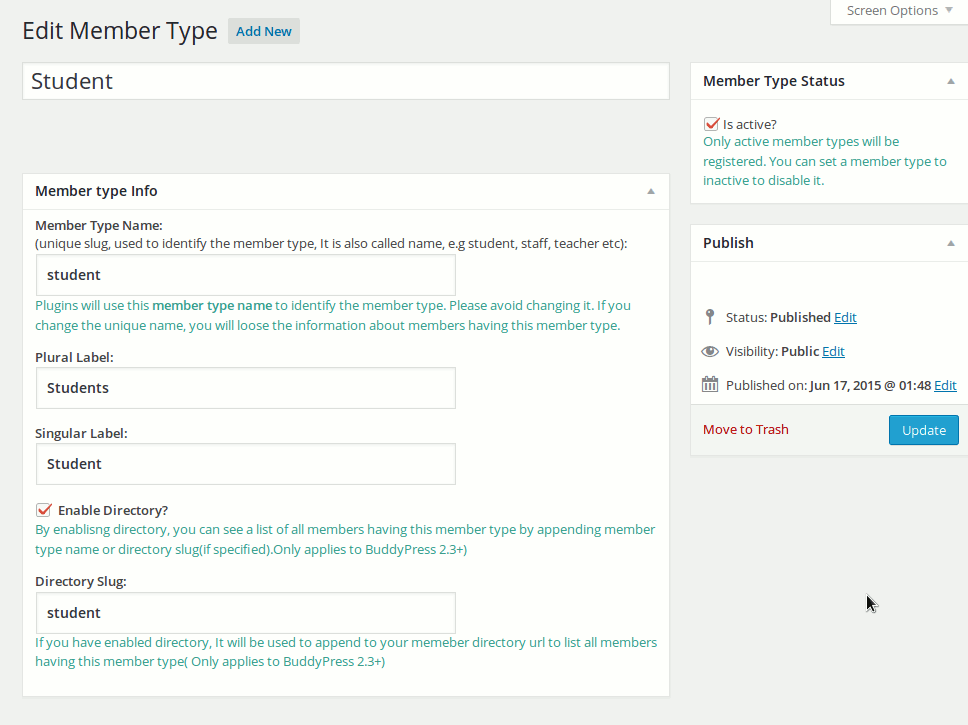 Screen Options
Edit Member Type Add New
Student
Member type Info
Member Type Name:
(unique slug, used to identify the member type, It is also called name, e.g student, staff, teacher etc):
student
Plugins will use this member type name to identify the member type. Please avoid changing it. If you
change the unique name, you will loose the information about members having this member type.
Plural Label:
Students
Singular Label:
Student
Enable Directory?
By enablisng directory, you can see a list of all members having this member type by appending member
type name or directory slug(if specified).Only applies to BuddyPress 2.3+)
Directory Slug:
student
If you have enabled directory, It will be used to append to your memeber directory url to list all members
having this member type( Only applies to BuddyPress 2.3+)
Member Type Status
Is active?
Only active member types will be
registered. You can set a member type to
inactive to disable it.
Publish
Status: Published Edit
Visibility: Public Edit
Published on: Jun 17, 2015 @ 01:48 Edit
Move to Trash Update